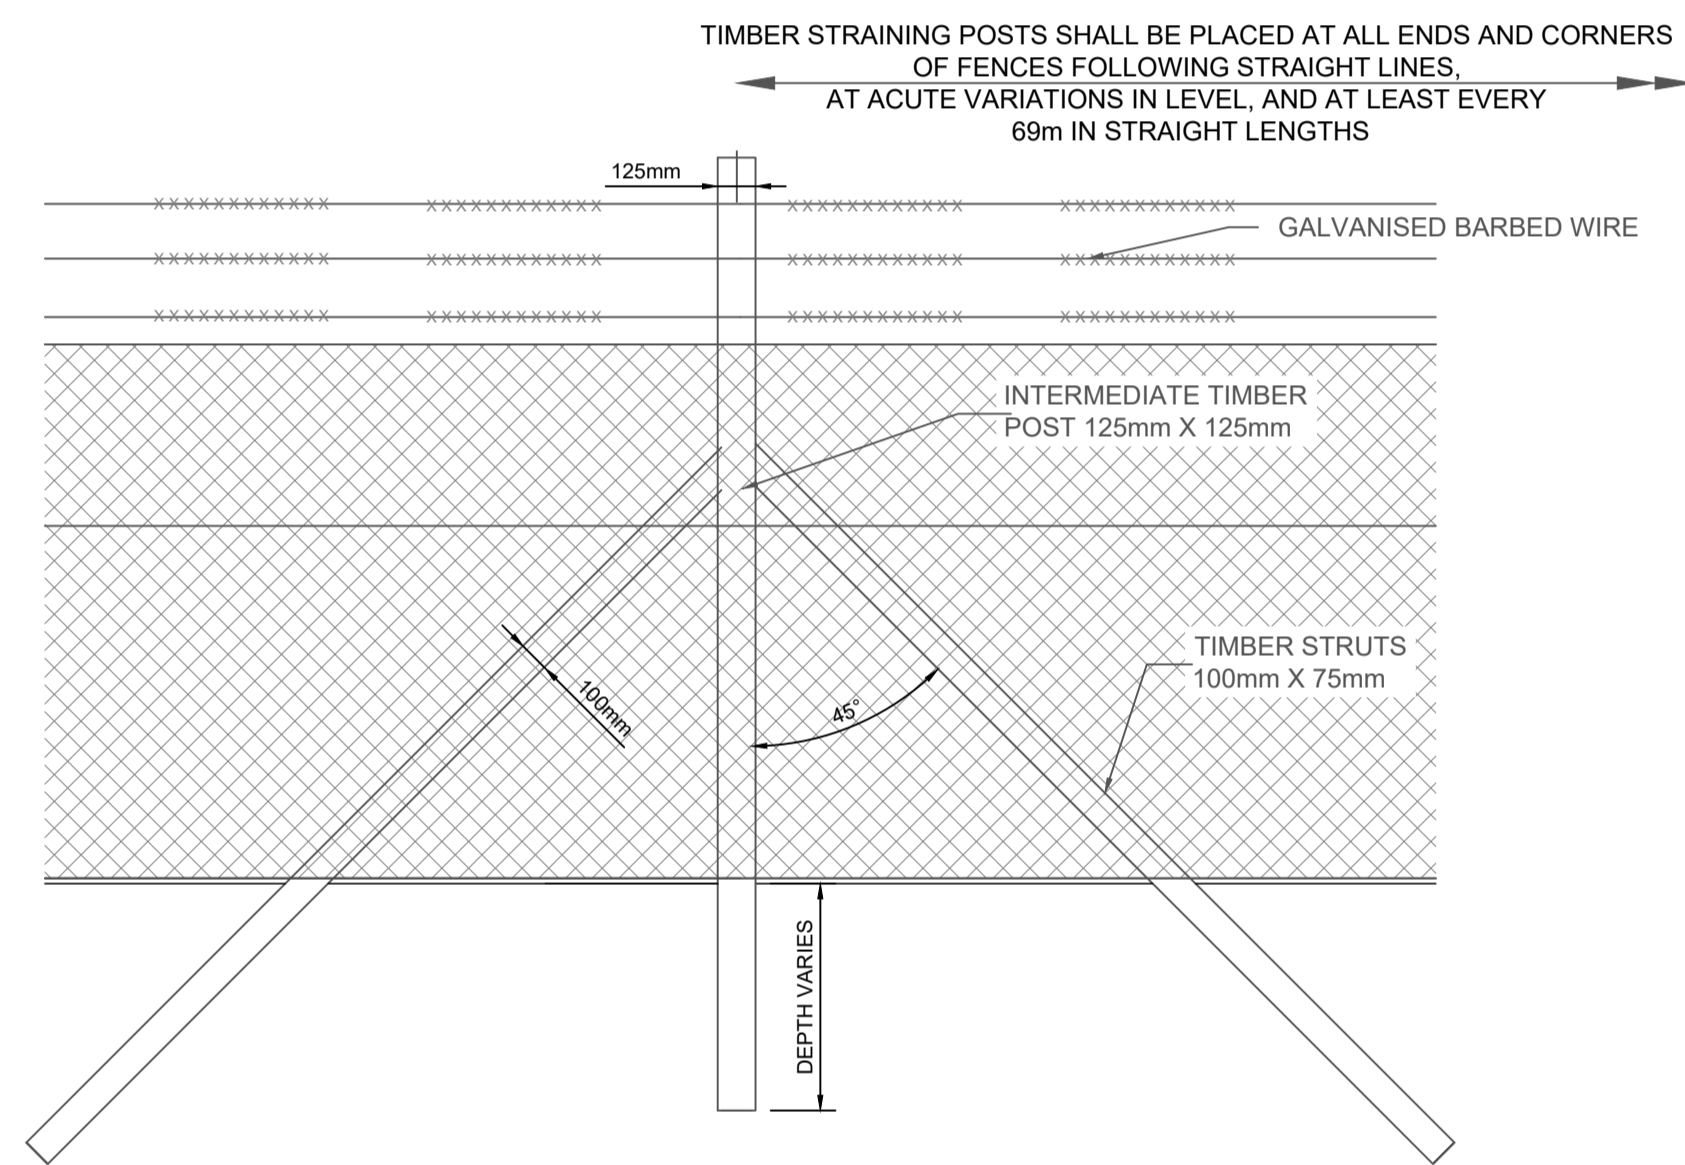 TIMBER STRAINING POSTS SHALL BE PLACED AT ALL ENDS AND CORNERS
OF FENCES FOLLOWING STRAIGHT LINES,
AT ACUTE VARIATIONS IN LEVEL, AND AT LEAST EVERY
69m IN STRAIGHT LENGTHS
125mm
GALVANISED BARBED WIRE
INTERMEDIATE TIMBER
POST 125mm X 125mm
TIMBER STRUTS
100mm X 75mm
100mm
45°
DEPTH VARIES